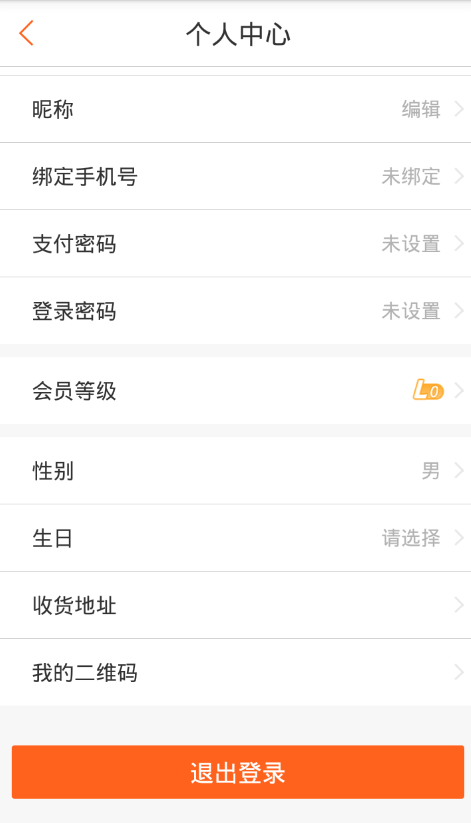 个人中心
昵称 编辑
绑定手机号 未绑定
支付密码 未设置
登录密码 未设置
会员等级 L0
性别 男
生日 请选择
收货地址
我的二维码
退出登录